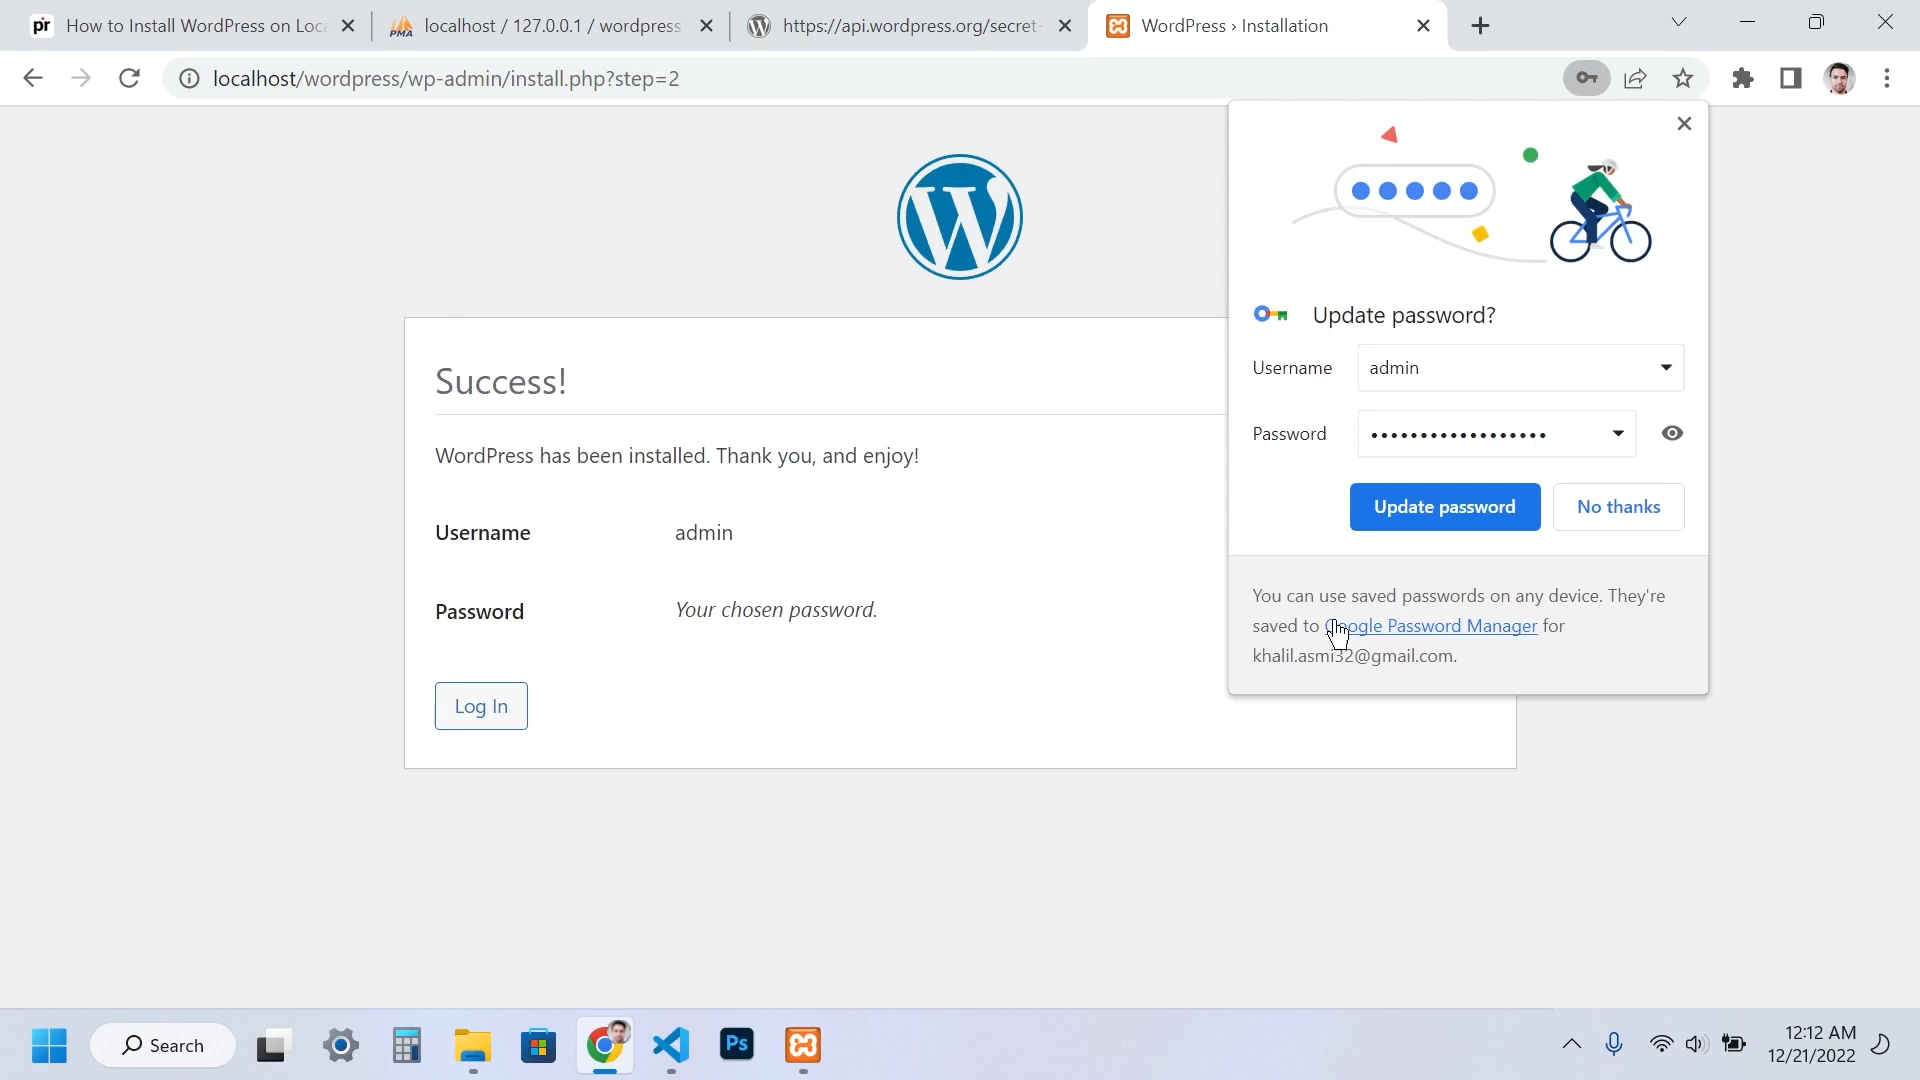 pr How to Install WordPress on Loca
PMA localhost / 127.0.0.1 / wordpress
https://api.wordpress.org/secret-
WordPress › Installation
localhost/wordpress/wp-admin/install.php?step=2
W
Success!
WordPress has been installed. Thank you, and enjoy!
Username admin
Password Your chosen password.
Log In
Update password?
Username admin
Password ••••••••••••••••••
Update password No thanks
You can use saved passwords on any device. They're
saved to Google Password Manager for
khalil.asmi32@gmail.com.
Search
Ps
12:12 AM
12/21/2022